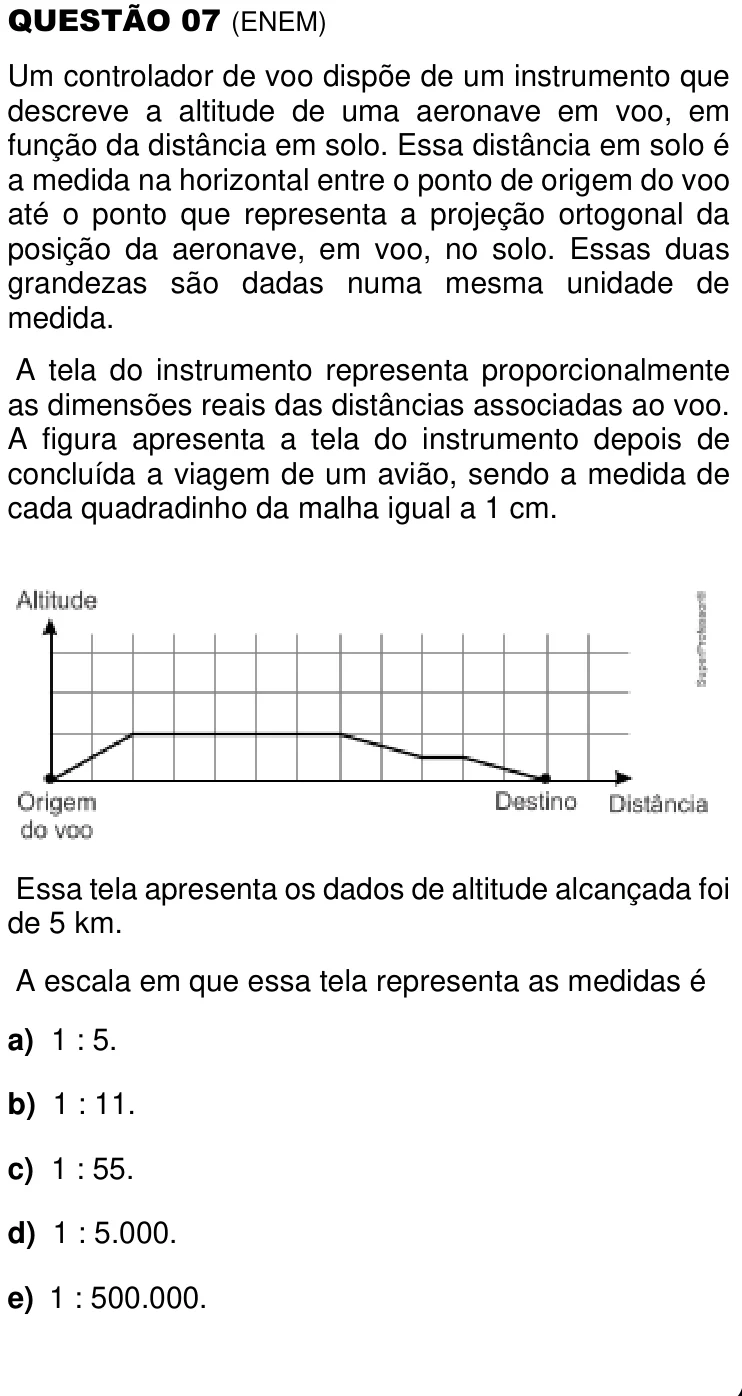 QUESTÃO 07 (ENEM)
Um controlador de voo dispõe de um instrumento que
descreve a altitude de uma aeronave em voo, em
função da distância em solo. Essa distância em solo é
a medida na horizontal entre o ponto de origem do voo
até o ponto que representa a projeção ortogonal da
posição da aeronave, em voo, no solo. Essas duas
grandezas são dadas numa mesma unidade de
medida.
A tela do instrumento representa proporcionalmente
as dimensões reais das distâncias associadas ao voo.
A figura apresenta a tela do instrumento depois de
concluída a viagem de um avião, sendo a medida de
cada quadradinho da malha igual a 1 cm.
Altitude
SuperProfessor®
Origem
do voo
Destino
Distância
Essa tela apresenta os dados de altitude alcançada foi
de 5 km.
A escala em que essa tela representa as medidas é
a) 1 : 5.
b) 1 : 11.
c) 1 : 55.
d) 1 : 5.000.
e) 1 : 500.000.